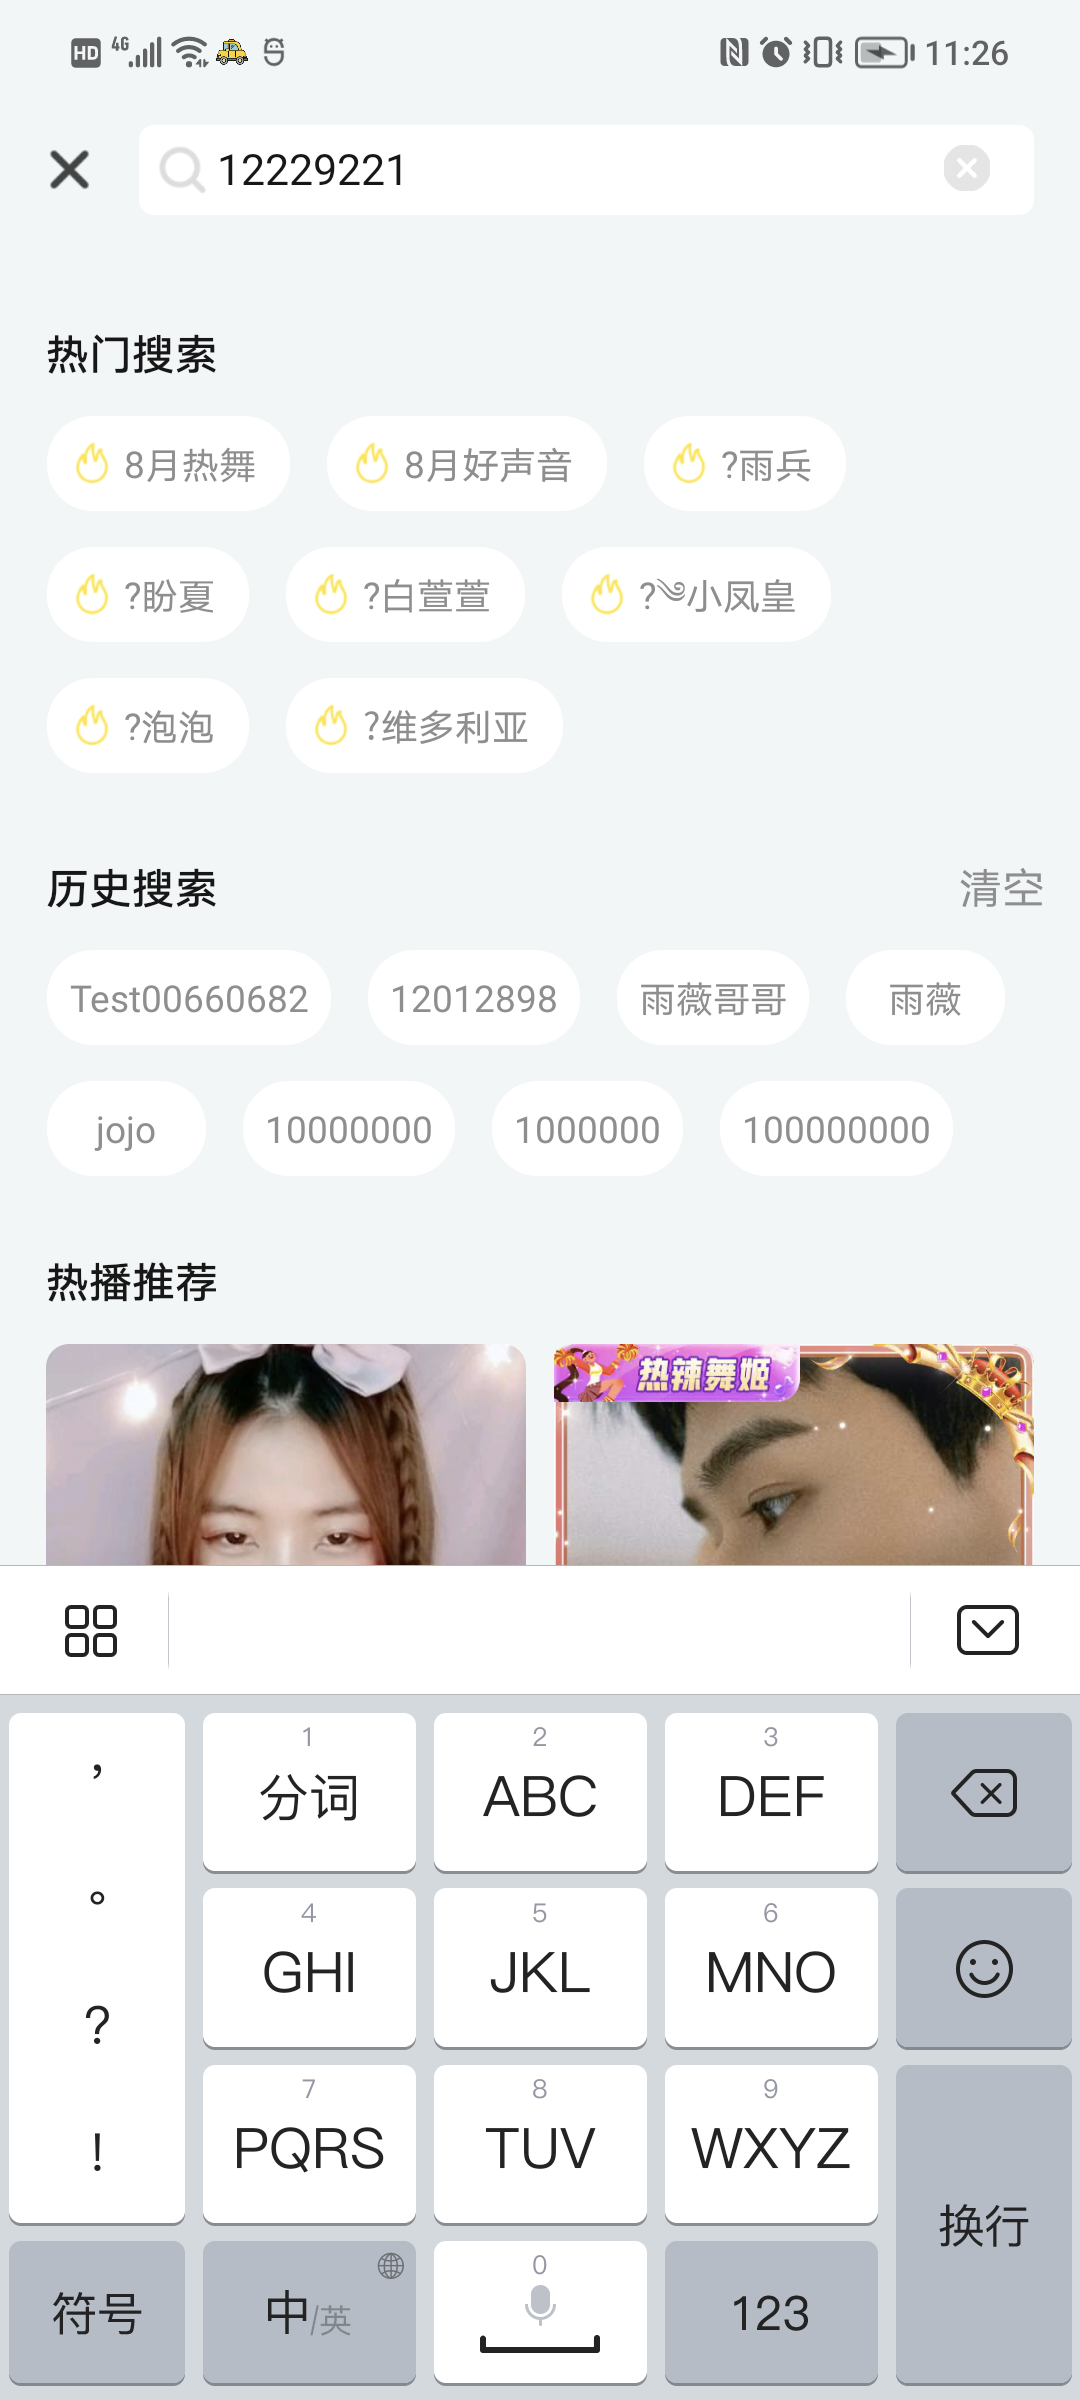 HD 4G 11:26
12229221
热门搜索
8月热舞 8月好声音 ?雨兵
?盼夏 ?白萱萱 ?༄小凤皇
?泡泡 ?维多利亚
历史搜索 清空
Test00660682 12012898 雨薇哥哥 雨薇
jojo 10000000 1000000 100000000
热播推荐
热辣舞姬
， 1 2 3
分词 ABC DEF
。 4 5 6
GHI JKL MNO
? 7 8 9
! PQRS TUV WXYZ
换行
0
符号 中/英 123